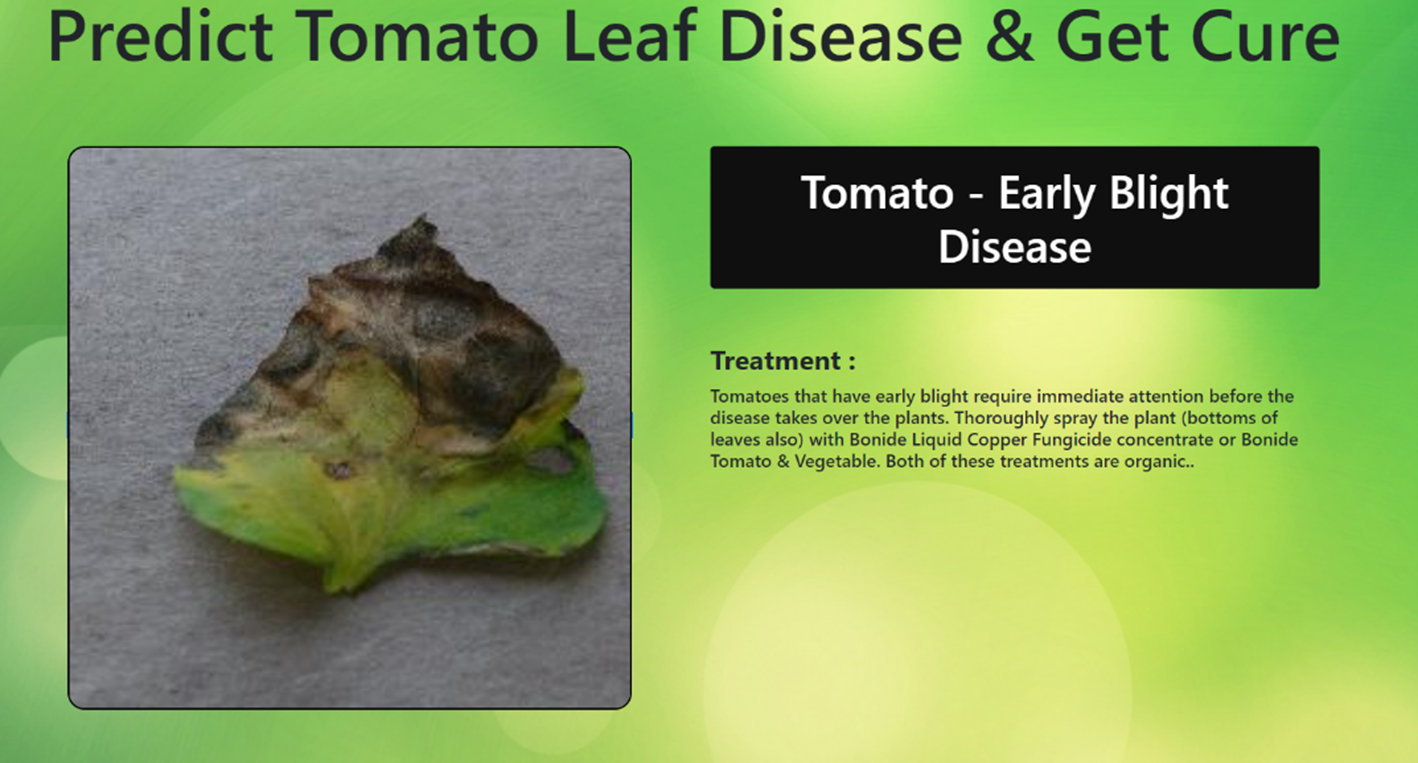 Predict Tomato Leaf Disease & Get Cure
Tomato - Early Blight
Disease
Treatment :
Tomatoes that have early blight require immediate attention before the
disease takes over the plants. Thoroughly spray the plant (bottoms of
leaves also) with Bonide Liquid Copper Fungicide concentrate or Bonide
Tomato & Vegetable. Both of these treatments are organic..